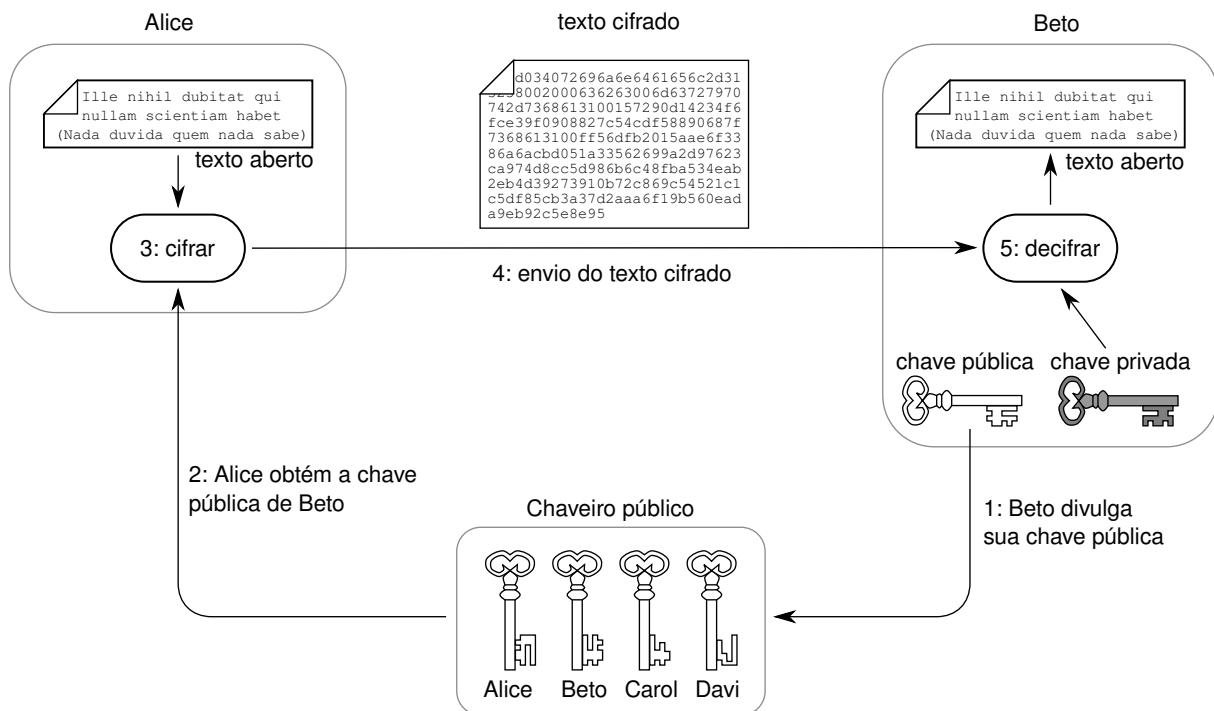 Alice
texto cifrado
Beto
Ille nihil dubitat qui
nullam scientiam habet
(Nada duvida quem nada sabe)
texto aberto
d034072696a6e6461656c2d31
3238002000636263006d63727970
742d7368613100157290d14234f6
fce39f0908827c54cdf58890687f
7368613100ff56dfb2015aae6f33
86a6acbd051a33562699a2d97623
ca974d8cc5d986b6c48fba534eab
2eb4d39273910b72c869c54521c1
c5df85cb3a37d2aaa6f19b560ead
a9eb92c5e8e95
Ille nihil dubitat qui
nullam scientiam habet
(Nada duvida quem nada sabe)
texto aberto
3: cifrar
4: envio do texto cifrado
5: decifrar
chave pública
chave privada
2: Alice obtém a chave
pública de Beto
Chaveiro público
1: Beto divulga
sua chave pública
Alice
Beto
Carol
Davi